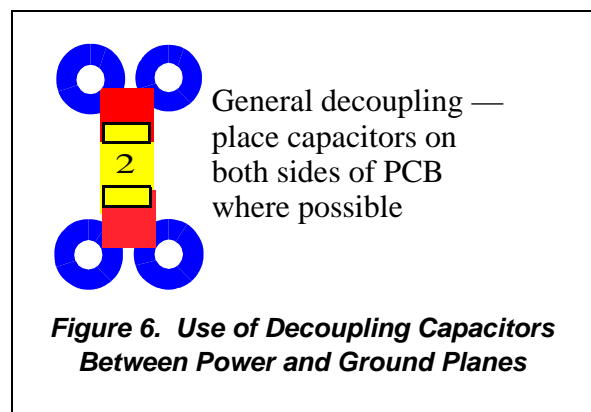 General decoupling —
place capacitors on
both sides of PCB
where possible
2
Figure 6. Use of Decoupling Capacitors
Between Power and Ground Planes